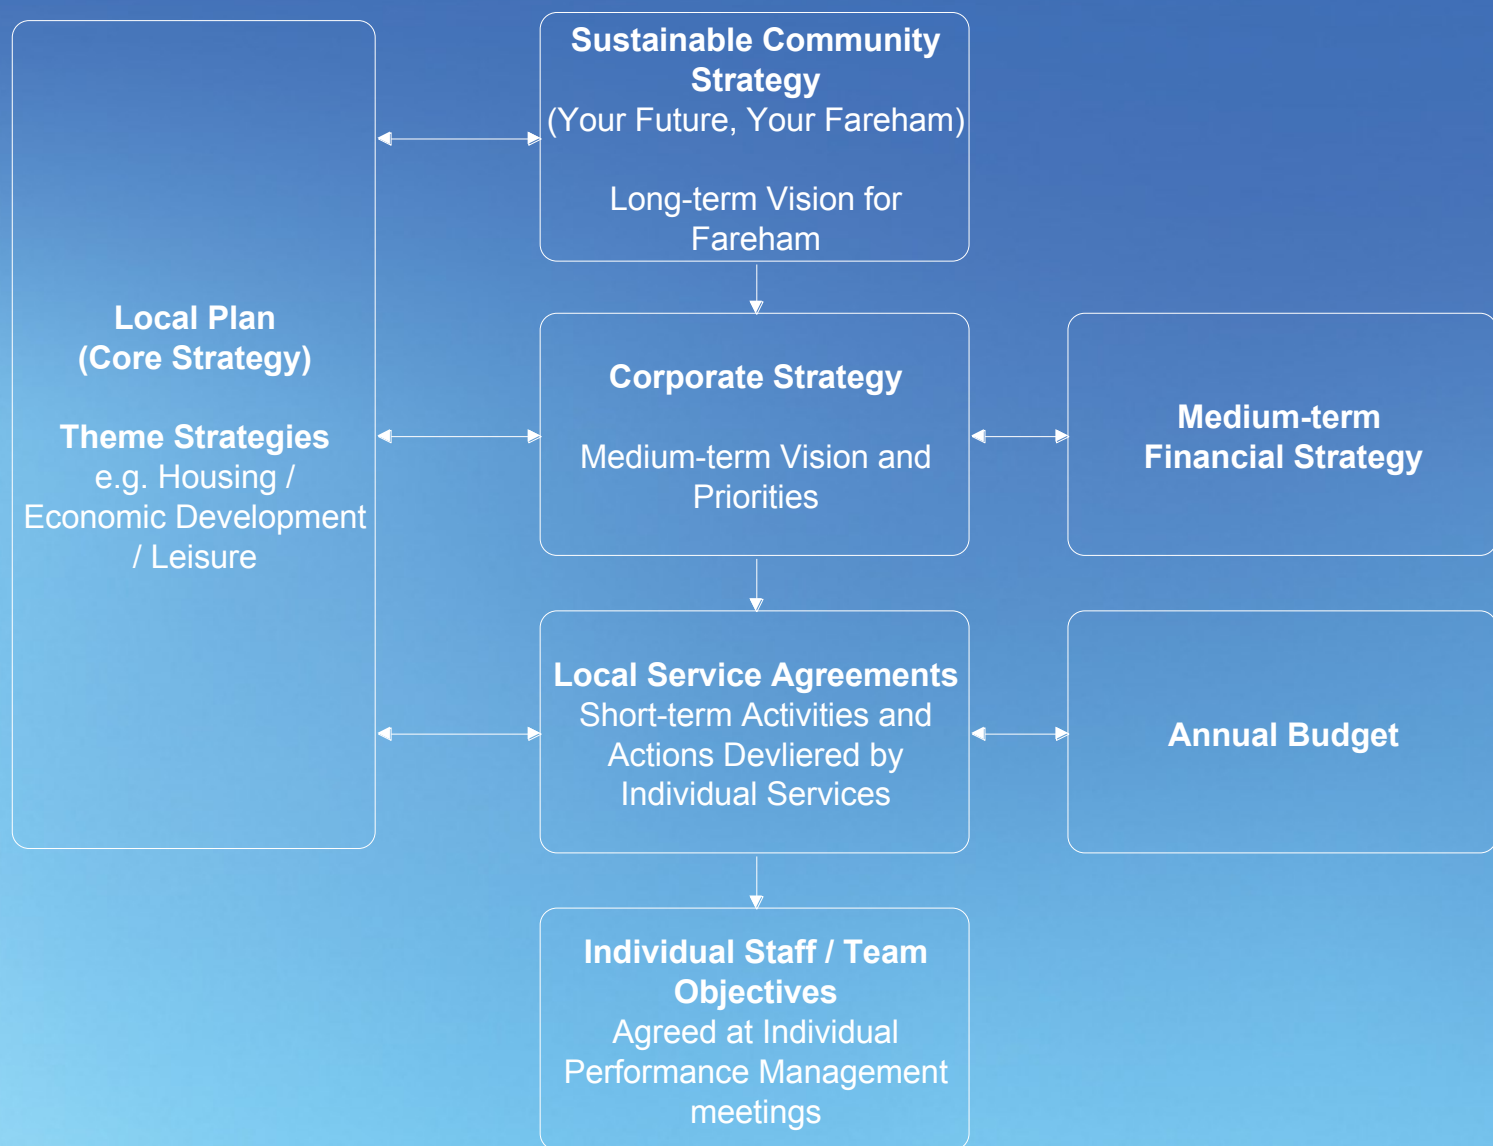 Sustainable Community
Strategy
(Your Future, Your Fareham)
Long-term Vision for
Fareham
Local Plan
(Core Strategy)
Theme Strategies
e.g. Housing /
Economic Development
/ Leisure
Corporate Strategy
Medium-term Vision and
Priorities
Medium-term
Financial Strategy
Local Service Agreements
Short-term Activities and
Actions Devliered by
Individual Services
Annual Budget
Individual Staff / Team
Objectives
Agreed at Individual
Performance Management
meetings